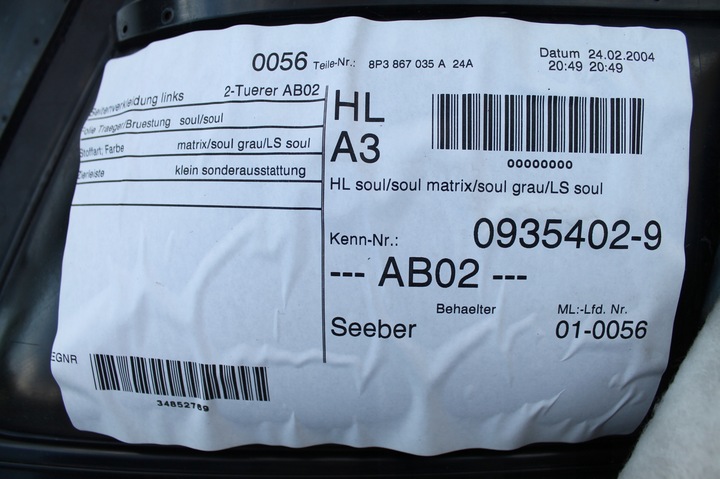 0056 Teile-Nr.: 8P3 867 035 A 24A
Datum 24.02.2004
20:49 20:49
Seitenverkleidung links 2-Tuerer AB02
Folie Traeger/Bruestung soul/soul
Stoffart; Farbe matrix/soul grau/LS soul
Zierleiste klein sonderausstattung
HL
A3
00000000
HL soul/soul matrix/soul grau/LS soul
Kenn-Nr.: 0935402-9
--- AB02 ---
Behaelter ML:-Lfd. Nr.
Seeber 01-0056
EGNR
34852769